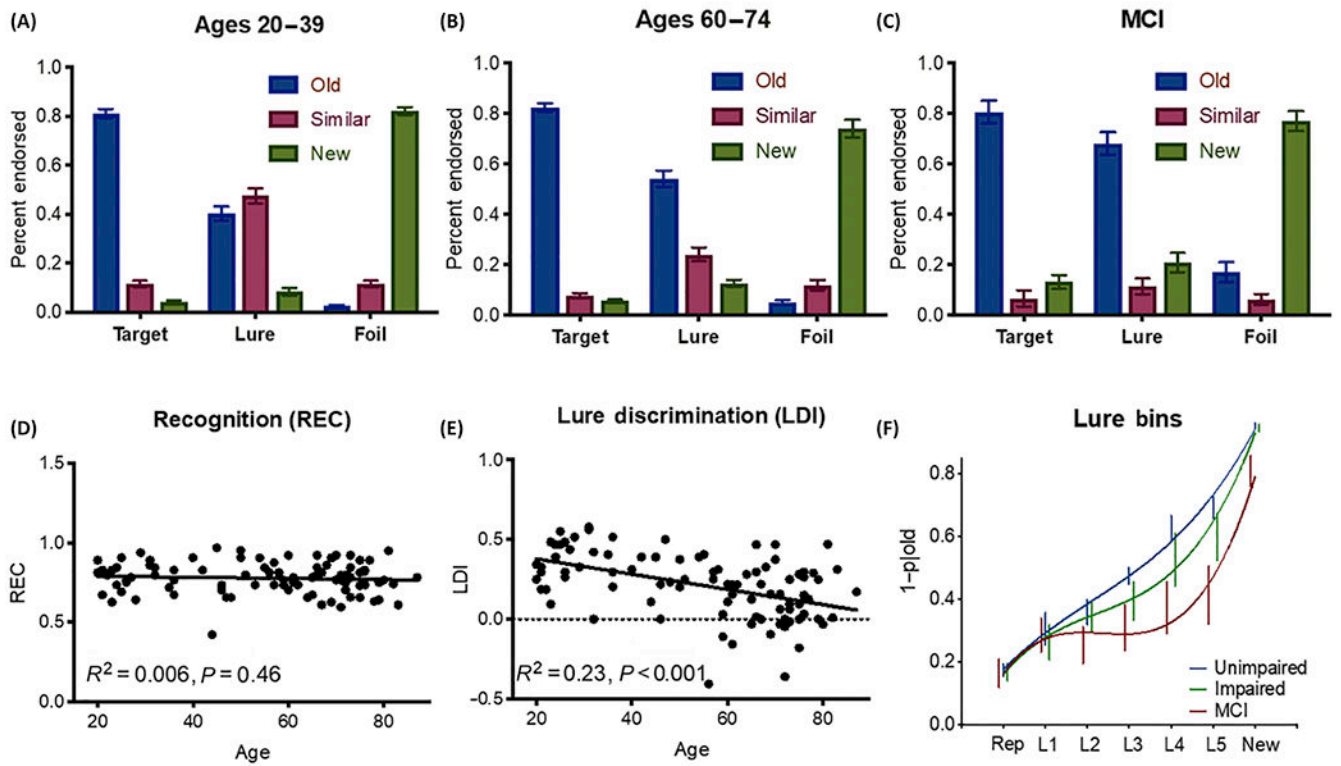 (A)
Ages 20–39
Percent endorsed
1.0
0.8
0.6
0.4
0.2
0.0
Old
Similar
New
Target Lure Foil
(B)
Ages 60–74
Percent endorsed
1.0
0.8
0.6
0.4
0.2
0.0
Old
Similar
New
Target Lure Foil
(C)
MCI
Percent endorsed
1.0
0.8
0.6
0.4
0.2
0.0
Old
Similar
New
Target Lure Foil
(D)
Recognition (REC)
REC
1.5
1.0
0.5
0.0
R² = 0.006, P = 0.46
20 40 60 80
Age
(E)
Lure discrimination (LDI)
LDI
1.0
0.5
0.0
–0.5
R² = 0.23, P < 0.001
20 40 60 80
Age
(F)
Lure bins
1–p|old
0.8
0.6
0.4
0.2
0.0
Unimpaired
Impaired
MCI
Rep L1 L2 L3 L4 L5 New